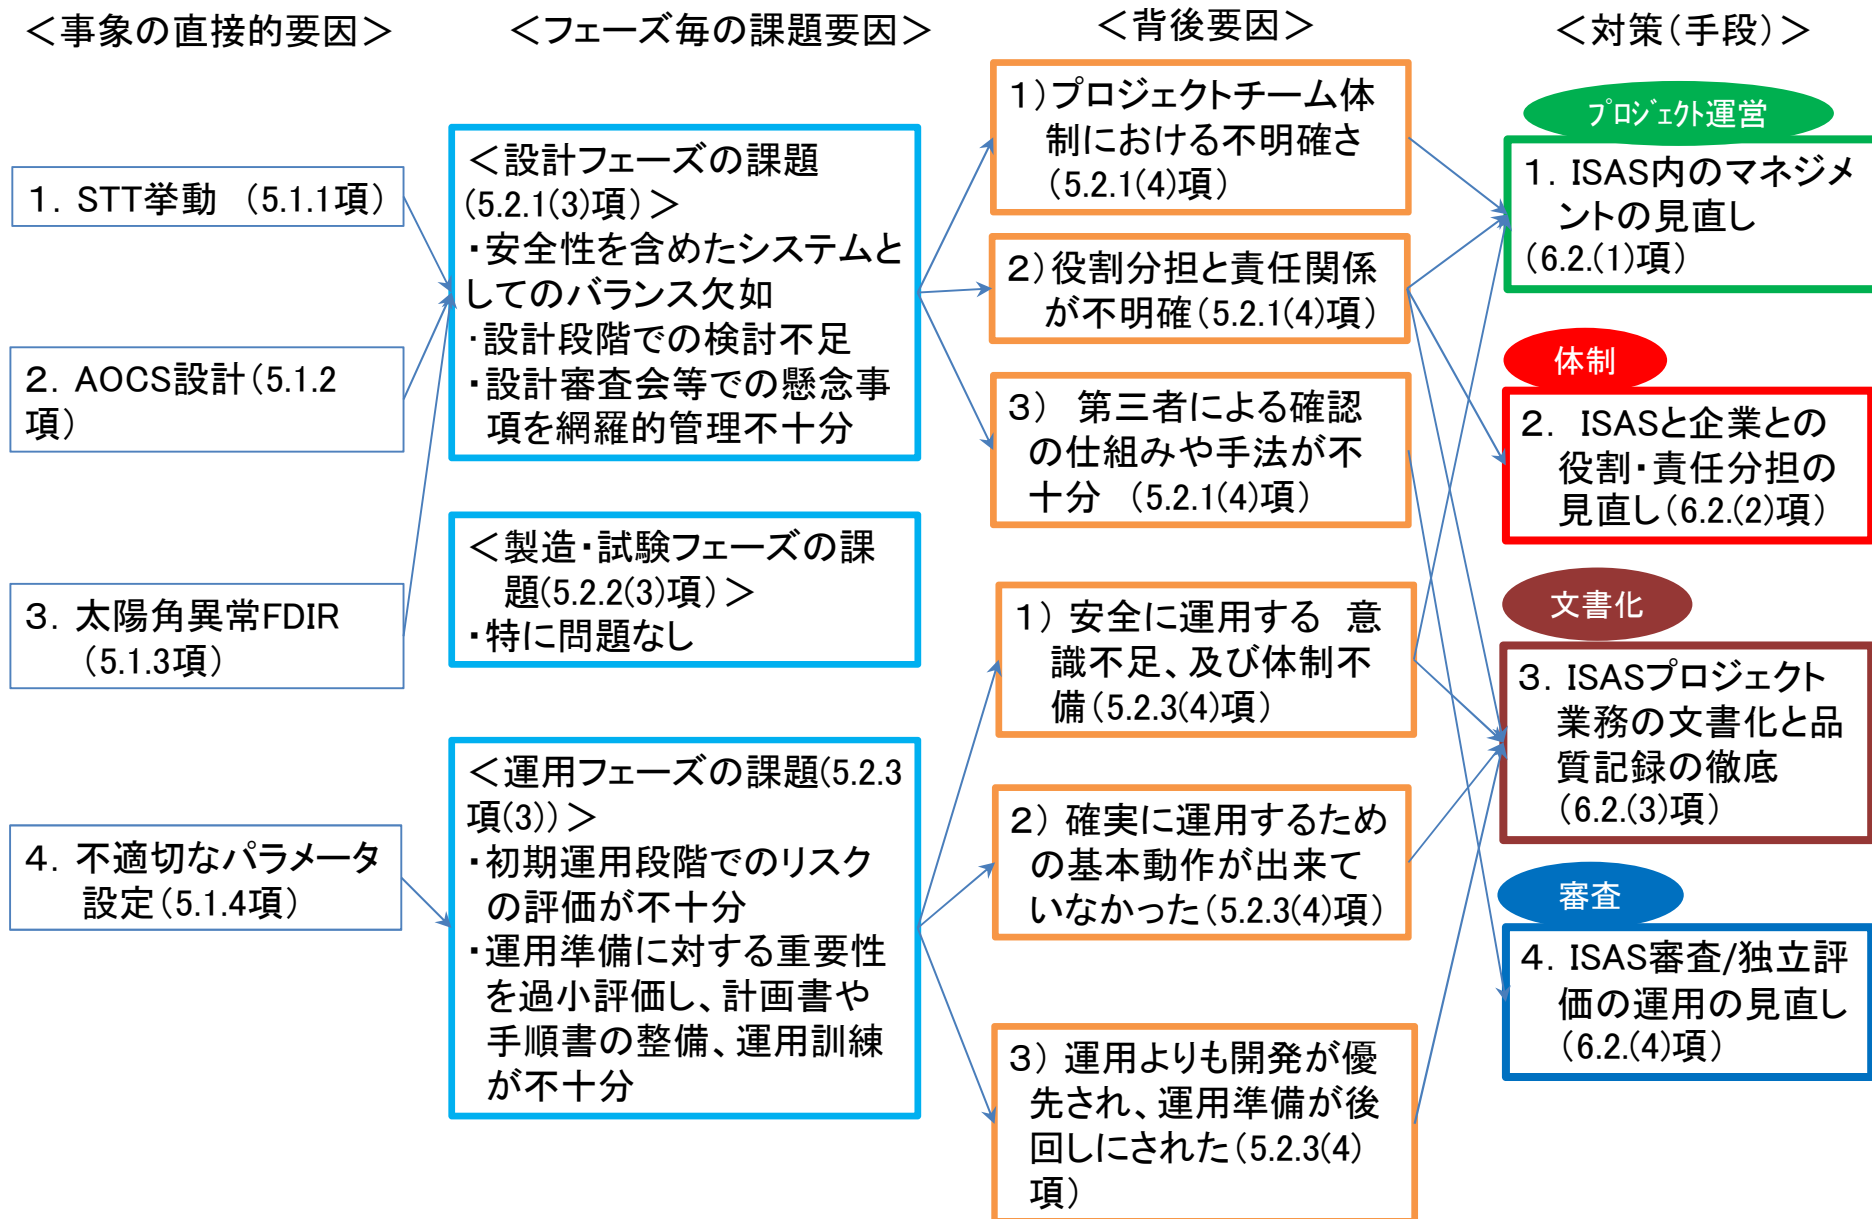 ＜事象の直接的要因＞
＜フェーズ毎の課題要因＞
＜背後要因＞
＜対策（手段）＞
1．STT挙動　（5.1.1項）
2．AOCS設計（5.1.2
項）
3．太陽角異常FDIR
（5.1.3項）
4．不適切なパラメータ
設定（5.1.4項）
＜設計フェーズの課題
(5.2.1(3)項）＞
・安全性を含めたシステムと
してのバランス欠如
・設計段階での検討不足
・設計審査会等での懸念事
項を網羅的管理不十分
＜製造・試験フェーズの課
題(5.2.2(3)項）＞
・特に問題なし
＜運用フェーズの課題(5.2.3
項(3)）＞
・初期運用段階でのリスク
の評価が不十分
・運用準備に対する重要性
を過小評価し、計画書や
手順書の整備、運用訓練
が不十分
1）プロジェクトチーム体
制における不明確さ
（5.2.1(4)項）
2）役割分担と責任関係
が不明確（5.2.1(4)項）
3）　第三者による確認
の仕組みや手法が不
十分　（5.2.1(4)項）
1） 安全に運用する　意
識不足、及び体制不
備（5.2.3(4)項）
2） 確実に運用するため
の基本動作が出来て
いなかった（5.2.3(4)項）
3） 運用よりも開発が優
先され、運用準備が後
回しにされた（5.2.3(4)
項）
プロジェクト運営
1．ISAS内のマネジメ
ントの見直し
（6.2.(1)項）
体制
2． ISASと企業との
役割・責任分担の
見直し（6.2.(2)項）
文書化
3．ISASプロジェクト
業務の文書化と品
質記録の徹底
（6.2.(3)項）
審査
4．ISAS審査/独立評
価の運用の見直し
（6.2.(4)項）